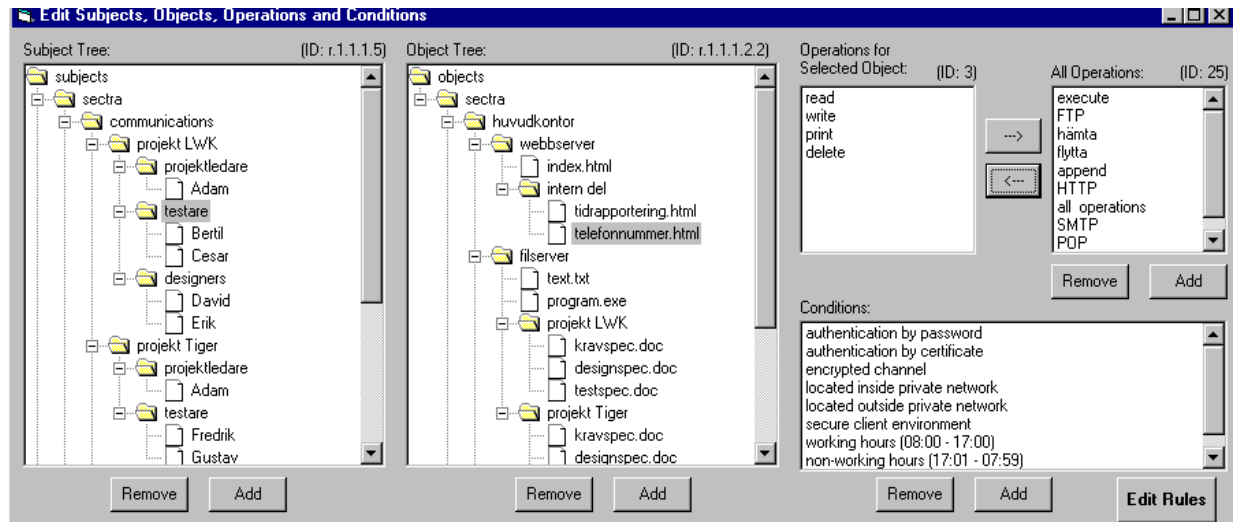 Edit Subjects, Objects, Operations and Conditions
Subject Tree: (ID: r.1.1.1.5)
subjects
sectra
communications
projekt LWK
projektledare
Adam
testare
Bertil
Cesar
designers
David
Erik
projekt Tiger
projektledare
Adam
testare
Fredrik
Gustav
Remove Add
Object Tree: (ID: r.1.1.1.2.2)
objects
sectra
huvudkontor
webbserver
index.html
intern del
tidrapportering.html
telefonnummer.html
filserver
text.txt
program.exe
projekt LWK
kravspec.doc
designspec.doc
testspec.doc
projekt Tiger
kravspec.doc
designspec.doc
Remove Add
Operations for
Selected Object: (ID: 3)
read
write
print
delete
--->
<---
All Operations: (ID: 25)
execute
FTP
hämta
flytta
append
HTTP
all operations
SMTP
POP
Remove Add
Conditions:
authentication by password
authentication by certificate
encrypted channel
located inside private network
located outside private network
secure client environment
working hours (08:00 - 17:00)
non-working hours (17:01 - 07:59)
Remove Add
Edit Rules